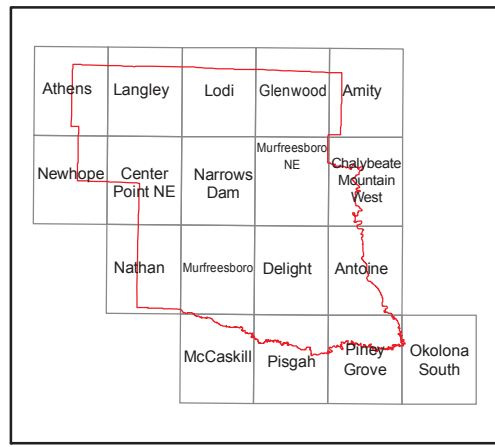 Athens
Langley
Lodi
Glenwood
Amity
Newhope
Center
Point NE
Narrows
Dam
Murfreesboro
NE
Chalybeate
Mountain
West
Nathan
Murfreesboro
Delight
Antoine
McCaskill
Pisgah
Piney
Grove
Okolona
South